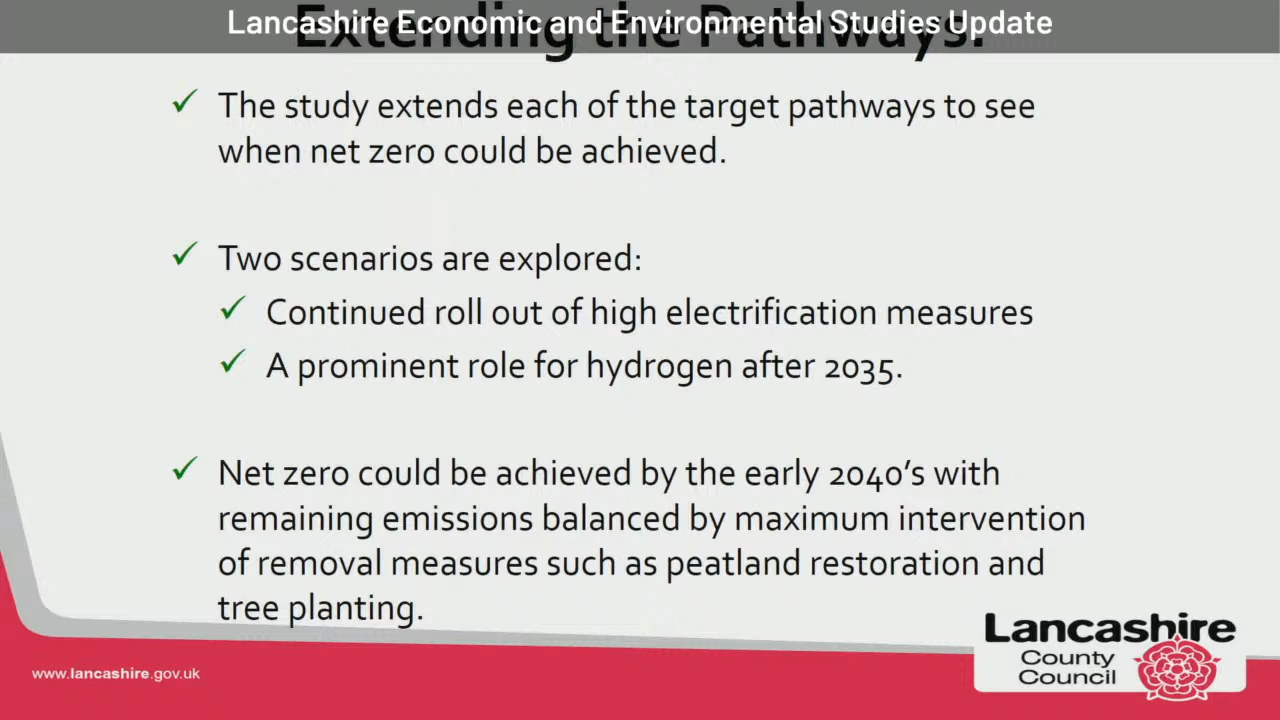 Lancashire Economic and Environmental Studies Update
Extending the Pathways.
The study extends each of the target pathways to see
when net zero could be achieved.
Two scenarios are explored:
Continued roll out of high electrification measures
A prominent role for hydrogen after 2035.
Net zero could be achieved by the early 2040's with
remaining emissions balanced by maximum intervention
of removal measures such as peatland restoration and
tree planting.
www.lancashire.gov.uk
Lancashire
County
Council